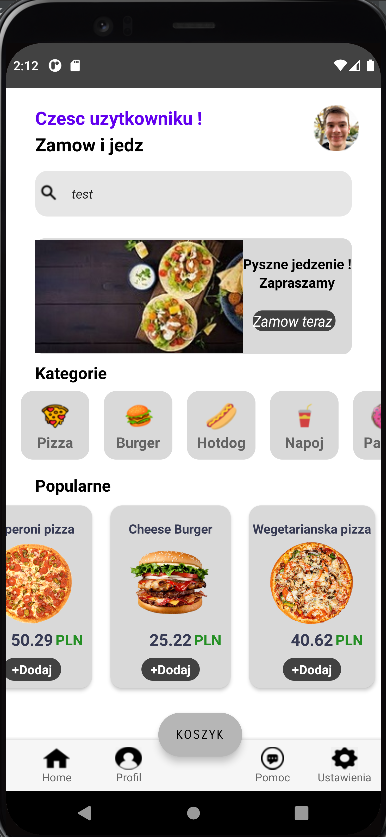 2:12
Czesc uzytkowniku !
Zamow i jedz
test
Pyszne jedzenie !
Zapraszamy
Zamow teraz
Kategorie
Pizza Burger Hotdog Napoj Pa
Popularne
peroni pizza Cheese Burger Wegetarianska pizza
50.29 PLN 25.22 PLN 40.62 PLN
+Dodaj +Dodaj +Dodaj
KOSZYK
Home Profil Pomoc Ustawienia